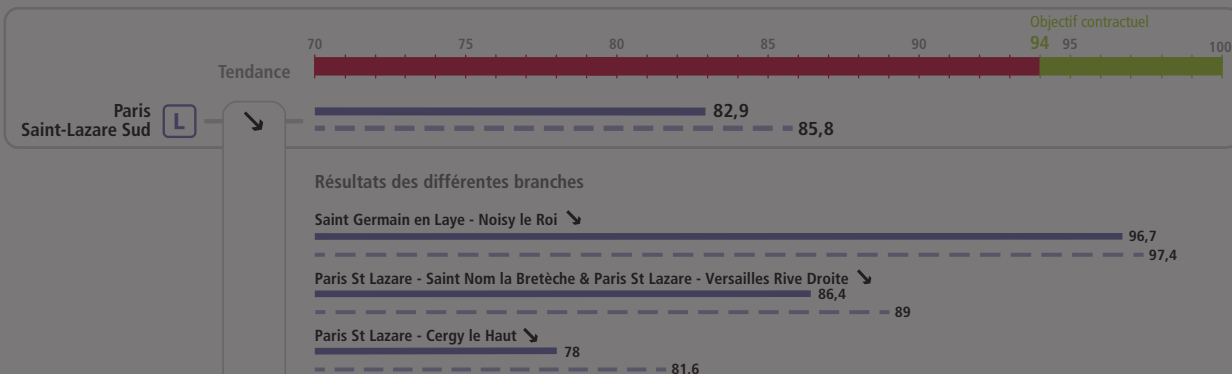 Objectif contractuel
70 75 80 85 90 94 95 100
Tendance
Paris
Saint-Lazare Sud L
82,9
85,8
Résultats des différentes branches
Saint Germain en Laye - Noisy le Roi
96,7
97,4
Paris St Lazare - Saint Nom la Bretèche & Paris St Lazare - Versailles Rive Droite
86,4
89
Paris St Lazare - Cergy le Haut
78
81,6